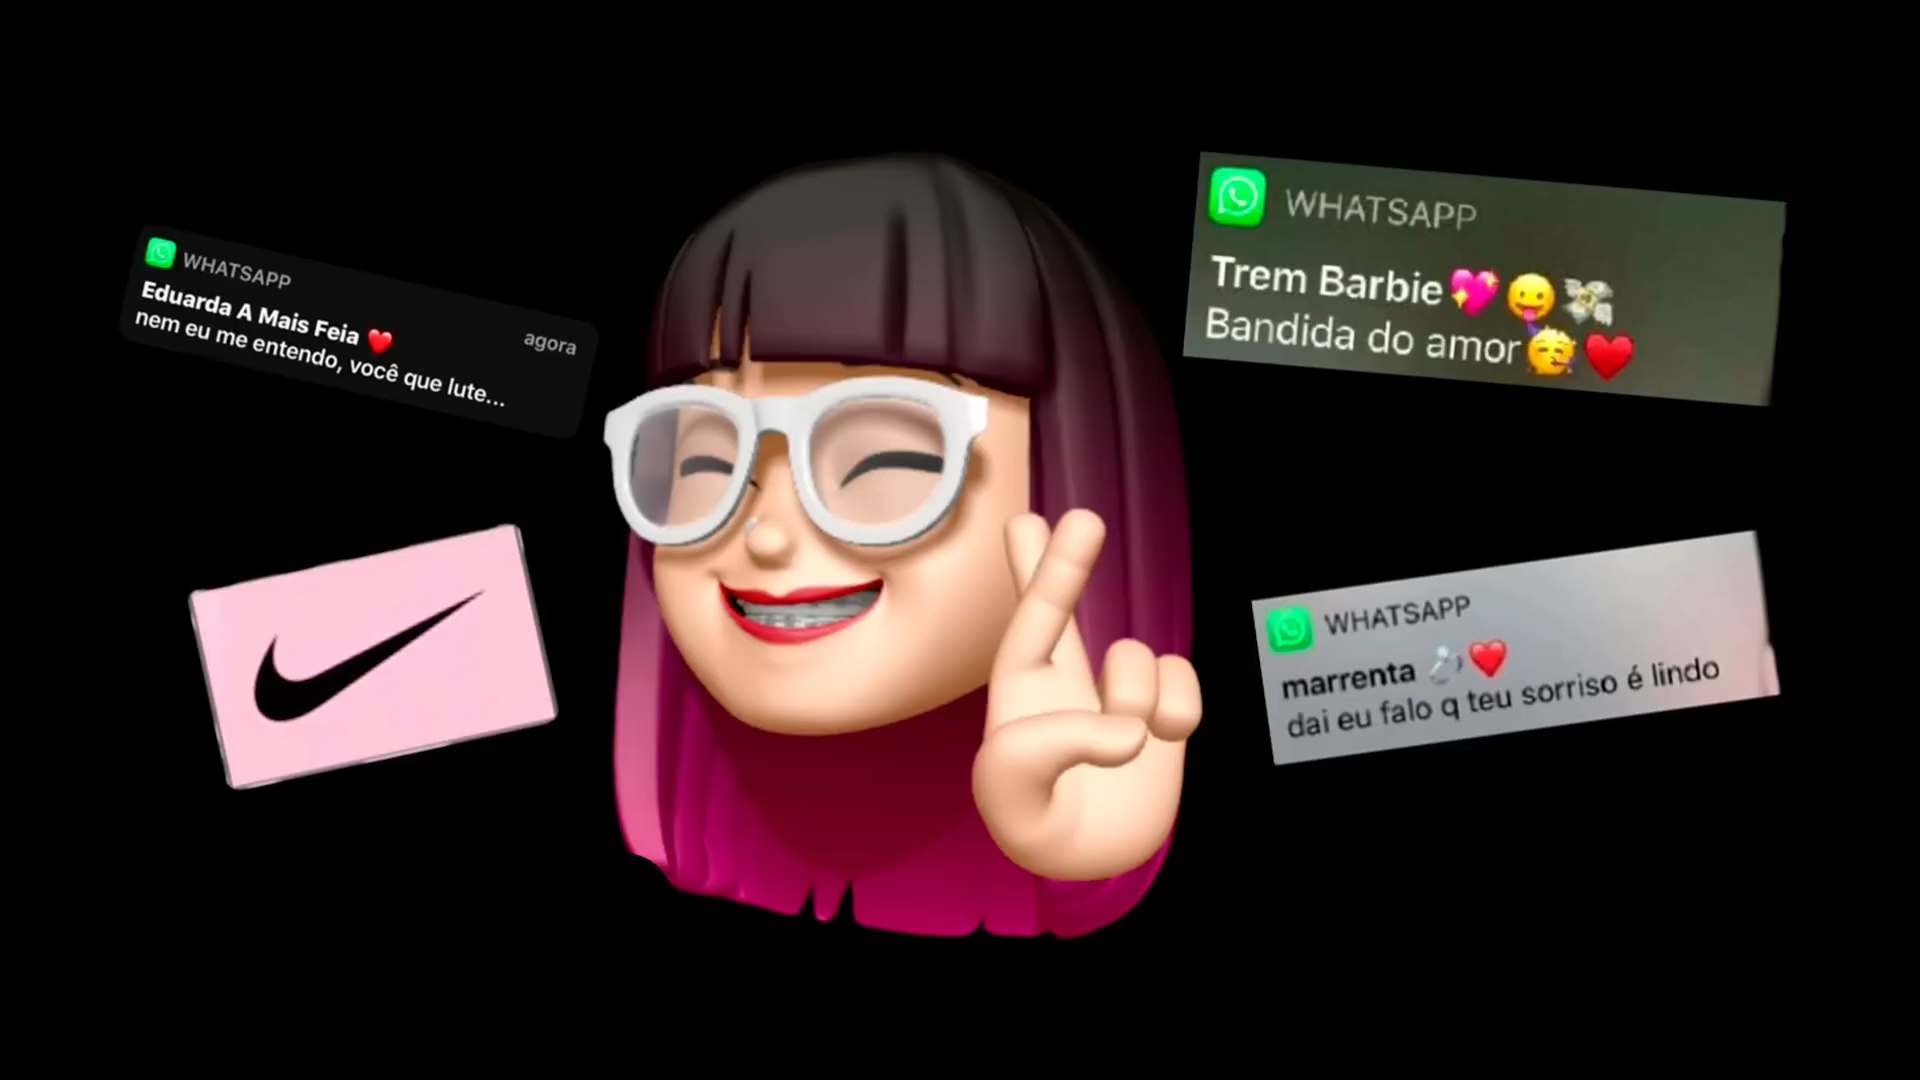 WHATSAPP
Eduarda A Mais Feia ❤️
agora
nem eu me entendo, você que lute...
WHATSAPP
Trem Barbie💖😛💸
Bandida do amor🥳❤️
WHATSAPP
marrenta 💍❤️
dai eu falo q teu sorriso é lindo